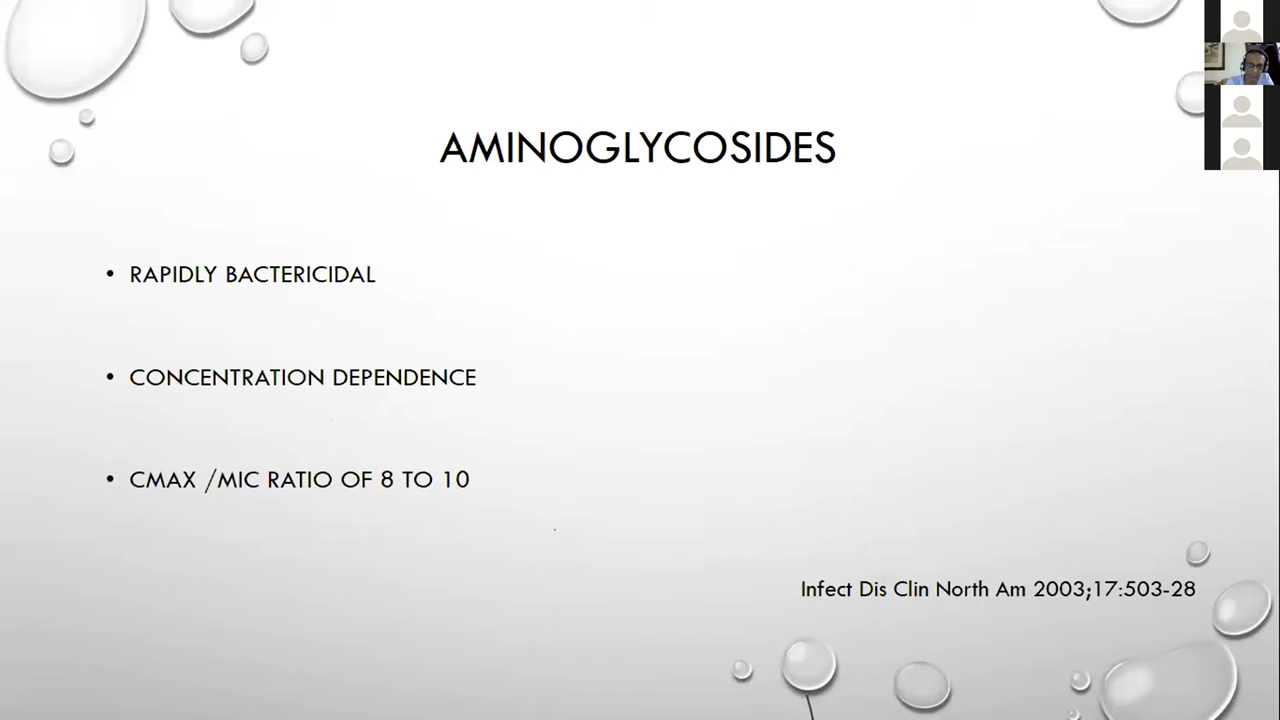 AMINOGLYCOSIDES
• RAPIDLY BACTERICIDAL
• CONCENTRATION DEPENDENCE
• CMAX /MIC RATIO OF 8 TO 10
Infect Dis Clin North Am 2003;17:503-28